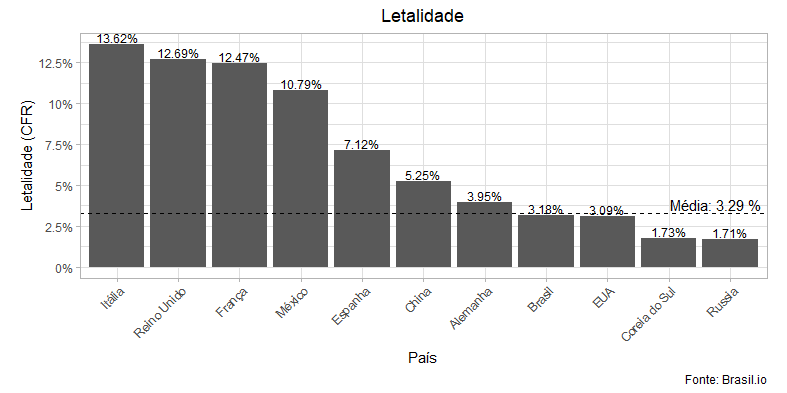 Letalidade
Letalidade (CFR)
12.5%
10%
7.5%
5%
2.5%
0%
13.62%
12.69%
12.47%
10.79%
7.12%
5.25%
3.95%
3.18%
3.09%
1.73%
1.71%
Média: 3.29 %
Itália
Reino Unido
França
México
Espanha
China
Alemanha
Brasil
EUA
Coreia do Sul
Russia
País
Fonte: Brasil.io